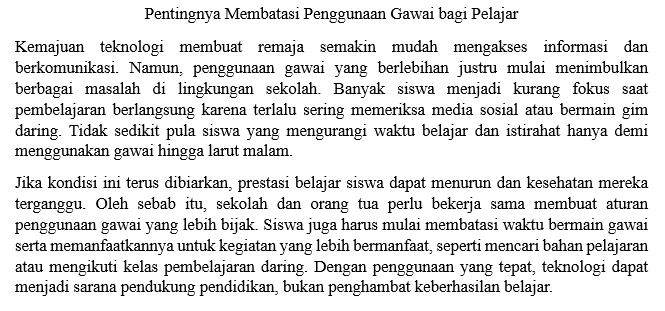 Pentingnya Membatasi Penggunaan Gawai bagi Pelajar
Kemajuan teknologi membuat remaja semakin mudah mengakses informasi dan
berkomunikasi. Namun, penggunaan gawai yang berlebihan justru mulai menimbulkan
berbagai masalah di lingkungan sekolah. Banyak siswa menjadi kurang fokus saat
pembelajaran berlangsung karena terlalu sering memeriksa media sosial atau bermain gim
daring. Tidak sedikit pula siswa yang mengurangi waktu belajar dan istirahat hanya demi
menggunakan gawai hingga larut malam.
Jika kondisi ini terus dibiarkan, prestasi belajar siswa dapat menurun dan kesehatan mereka
terganggu. Oleh sebab itu, sekolah dan orang tua perlu bekerja sama membuat aturan
penggunaan gawai yang lebih bijak. Siswa juga harus mulai membatasi waktu bermain gawai
serta memanfaatkannya untuk kegiatan yang lebih bermanfaat, seperti mencari bahan pelajaran
atau mengikuti kelas pembelajaran daring. Dengan penggunaan yang tepat, teknologi dapat
menjadi sarana pendukung pendidikan, bukan penghambat keberhasilan belajar.